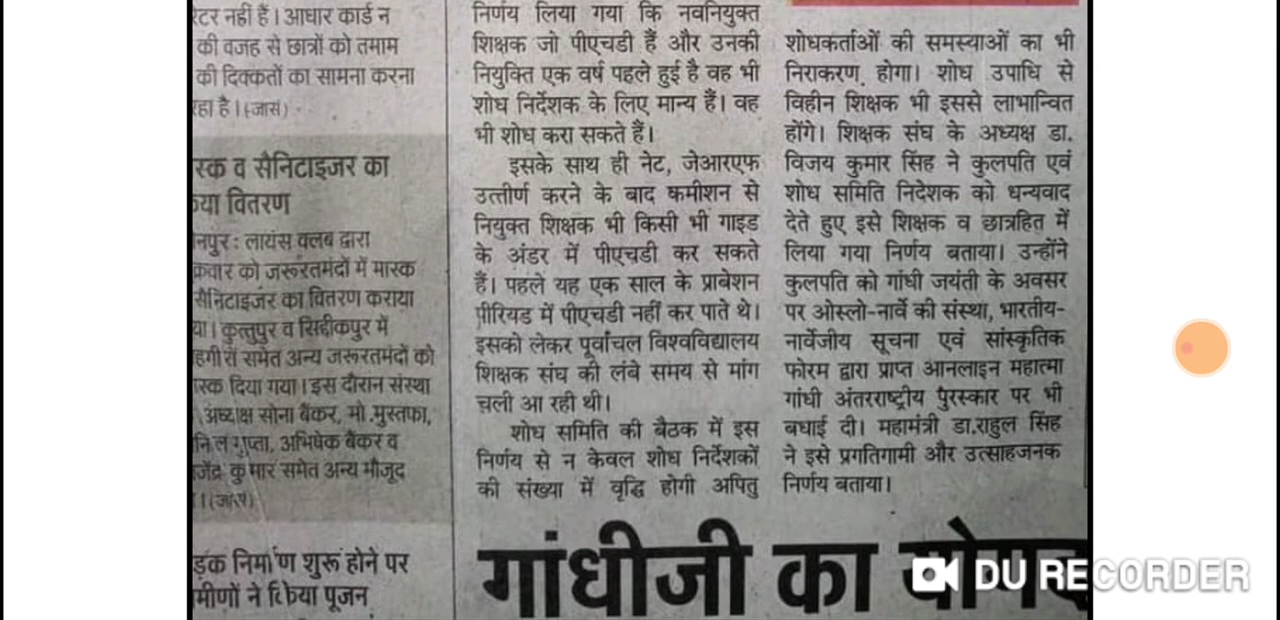 नहीं हैं। आधार कार्ड न
की वजह से छात्रों को तमाम
की दिक्कतों का सामना करना
है। (जासं)
व सैनिटाइजर का
वितरण
लायंस क्लब द्वारा
को जरूरतमंदों में मास्क
सैनिटाइजर का वितरण कराया
कुत्तुपुर व सिद्दीकपुर में
समेत अन्य जरूरतमंदों को
दिया गया। इस दौरान संस्था
अध्यक्ष सोना बैंकर, मो.मुस्तफा,
गुप्ता, अभिषेक बैंकर व
कुमार समेत अन्य मौजूद
(जासं)
निर्माण शुरू होने पर
ने किया पूजन
निर्णय लिया गया कि नवनियुक्त
शिक्षक जो पीएचडी हैं और उनकी
नियुक्ति एक वर्ष पहले हुई है वह भी
शोध निर्देशक के लिए मान्य हैं। वह
भी शोध करा सकते हैं।
इसके साथ ही नेट, जेआरएफ
उत्तीर्ण करने के बाद कमीशन से
नियुक्त शिक्षक भी किसी भी गाइड
के अंडर में पीएचडी कर सकते
हैं। पहले यह एक साल के प्राबेशन
पीरियड में पीएचडी नहीं कर पाते थे।
इसको लेकर पूर्वांचल विश्वविद्यालय
शिक्षक संघ की लंबे समय से मांग
चली आ रही थी।
शोध समिति की बैठक में इस
निर्णय से न केवल शोध निर्देशकों
की संख्या में वृद्धि होगी अपितु
शोधकर्ताओं की समस्याओं का भी
निराकरण होगा। शोध उपाधि से
विहीन शिक्षक भी इससे लाभान्वित
होंगे। शिक्षक संघ के अध्यक्ष डा.
विजय कुमार सिंह ने कुलपति एवं
शोध समिति निदेशक को धन्यवाद
देते हुए इसे शिक्षक व छात्रहित में
लिया गया निर्णय बताया। उन्होंने
कुलपति को गांधी जयंती के अवसर
पर ओस्लो-नार्वे की संस्था, भारतीय-
नार्वेजीय सूचना एवं सांस्कृतिक
फोरम द्वारा प्राप्त आनलाइन महात्मा
गांधी अंतरराष्ट्रीय पुरस्कार पर भी
बधाई दी। महामंत्री डा.राहुल सिंह
ने इसे प्रगतिगामी और उत्साहजनक
निर्णय बताया।
गांधीजी का
DU RECORDER